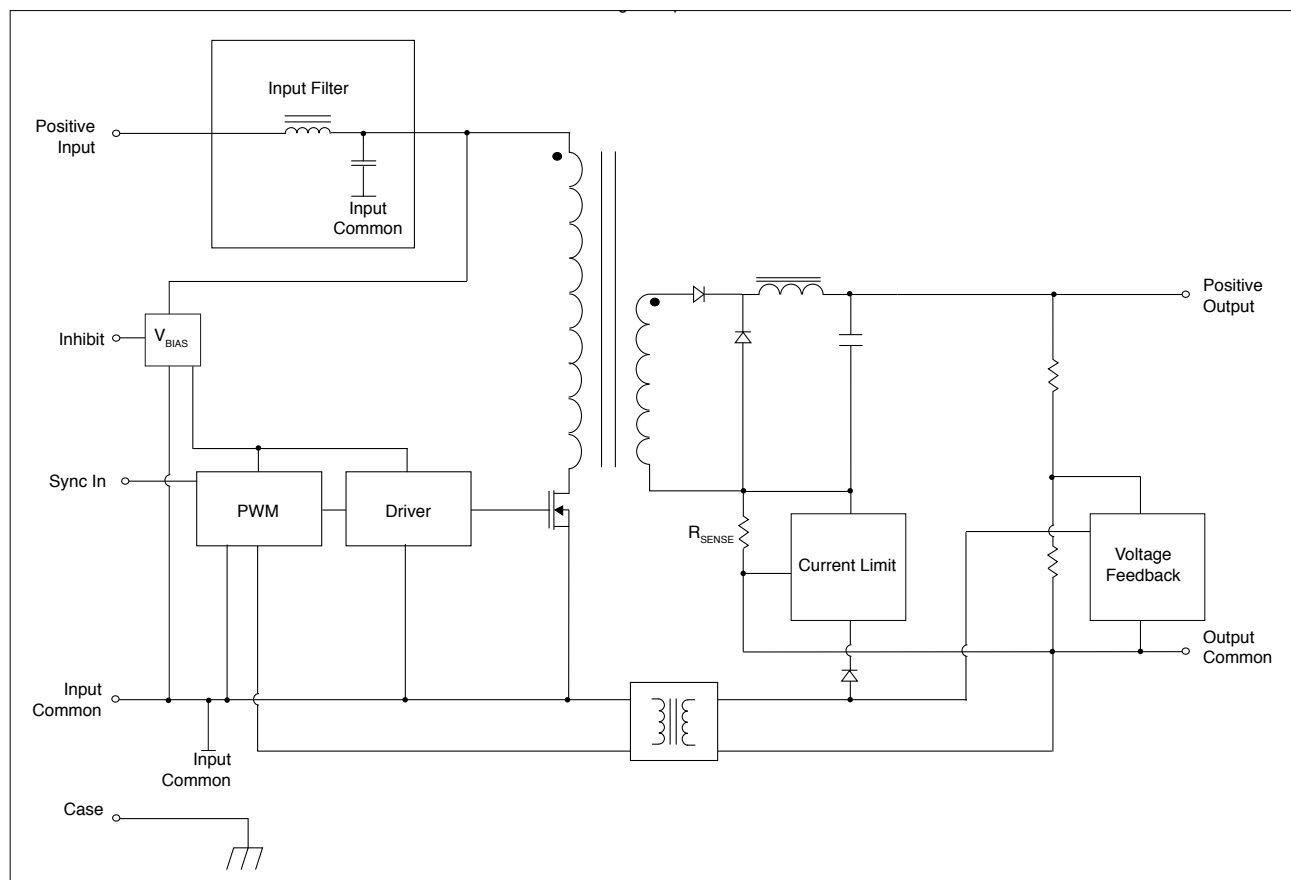 Input Filter
Positive
Input
Input
Common
Positive
Output
Inhibit
VBIAS
Sync In
PWM
Driver
RSENSE
Current Limit
Voltage
Feedback
Output
Common
Input
Common
Input
Common
Case